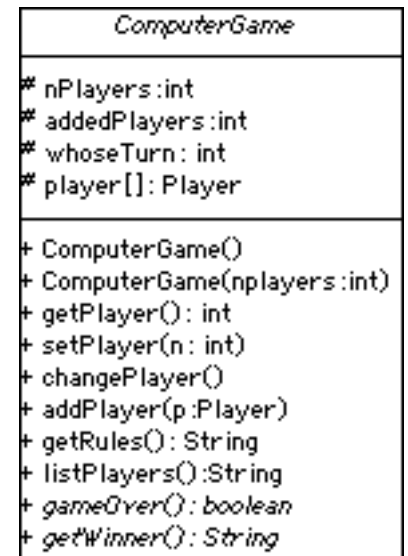 ComputerGame
# nPlayers:int
# addedPlayers:int
# whoseTurn: int
# player[]: Player
+ ComputerGame()
+ ComputerGame(nplayers:int)
+ getPlayer(): int
+ setPlayer(n: int)
+ changePlayer()
+ addPlayer(p:Player)
+ getRules(): String
+ listPlayers():String
+ gameOver(): boolean
+ getWinner(): String